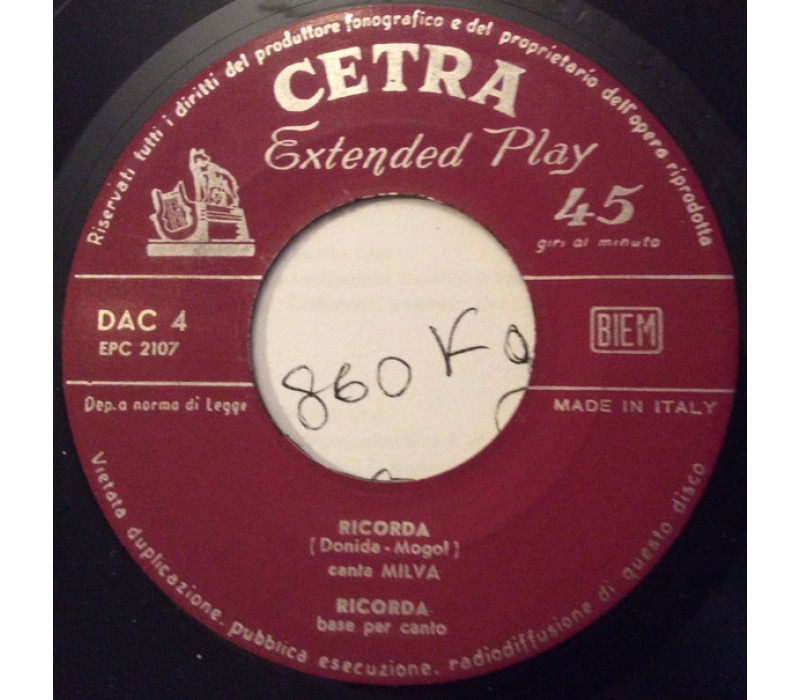 Riservati tutti i diritti del produttore fonografico e del proprietario dell'opera riprodotta
CETRA
Extended Play
45
giri al minuto
DAC 4
EPC 2107
BIEM
860 Ka
Dep. a norma di Legge
MADE IN ITALY
RICORDA
(Donida - Mogol)
canta MILVA
RICORDA
base per canto
Vietata duplicazione, pubblica esecuzione, radiodiffusione di questo disco